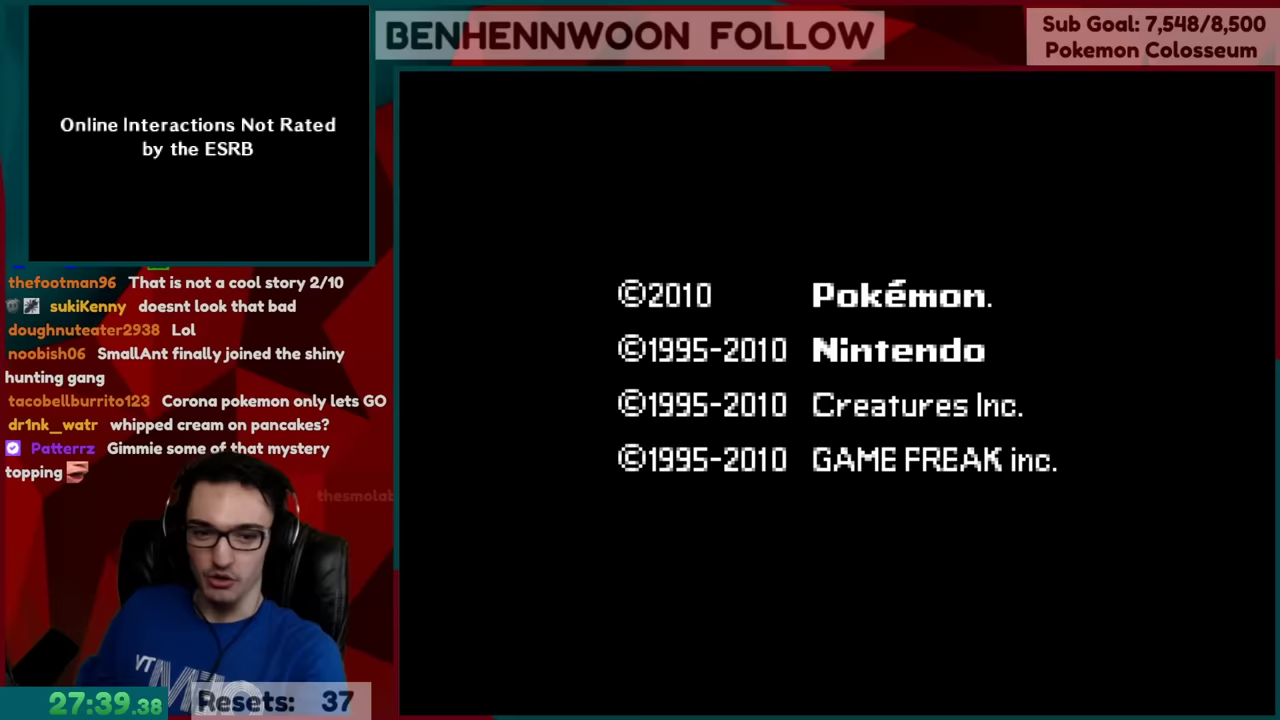 BENHENNWOON FOLLOW
Sub Goal: 7,548/8,500
Pokemon Colosseum
Online Interactions Not Rated
by the ESRB
©2010 Pokémon.
©1995-2010 Nintendo
©1995-2010 Creatures Inc.
©1995-2010 GAME FREAK inc.
thefootman96 That is not a cool story 2/10
sukiKenny doesnt look that bad
doughnuteater2938 Lol
noobish06 SmallAnt finally joined the shiny
hunting gang
tacobellburrito123 Corona pokemon only lets GO
dr1nk_watr whipped cream on pancakes?
Patterrz Gimmie some of that mystery
topping
thesmolab
YT
27:39.38
Resets: 37